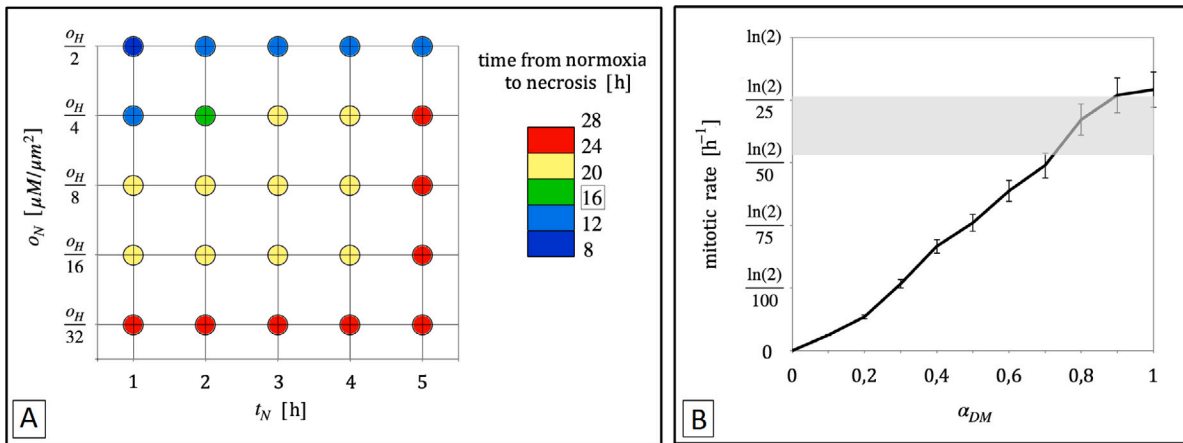 o_H
2
o_H
4
o_H
8
o_H
16
o_H
32
o_N [μM/μm²]
1 2 3 4 5
t_N [h]
time from normoxia
to necrosis [h]
28
24
20
16
12
8
A
ln(2)
ln(2)
25
ln(2)
50
ln(2)
75
ln(2)
100
0
mitotic rate [h⁻¹]
0 0,2 0,4 0,6 0,8 1
α_DM
B